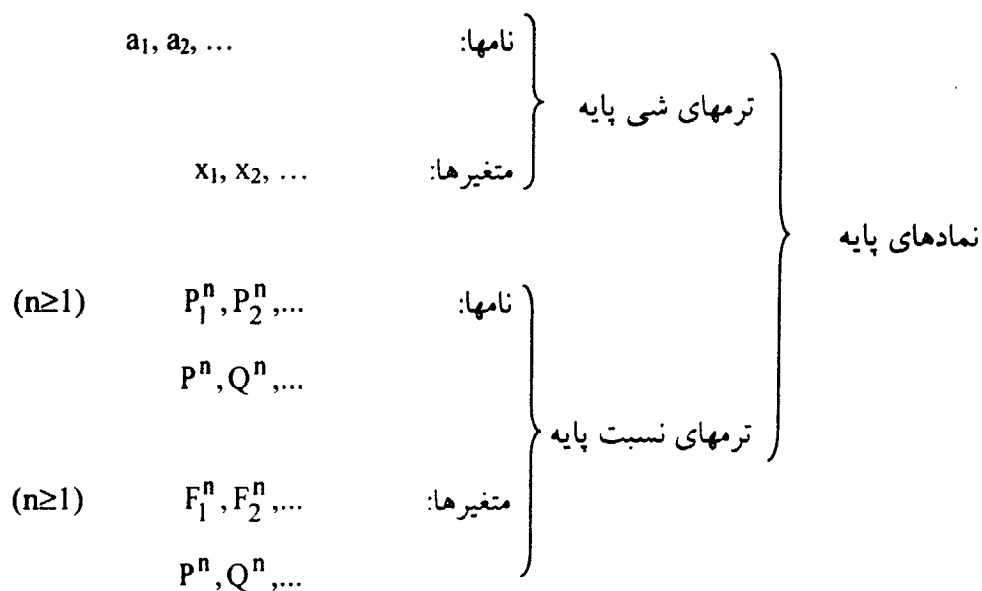 نامها: a₁, a₂, ...
ترمهای شی پایه
متغیرها: x₁, x₂, ...
نمادهای پایه
نامها: P₁ⁿ, P₂ⁿ,... (n≥1)
Pⁿ, Qⁿ,...
ترمهای نسبت پایه
متغیرها: F₁ⁿ, F₂ⁿ,... (n≥1)
Pⁿ, Qⁿ,...